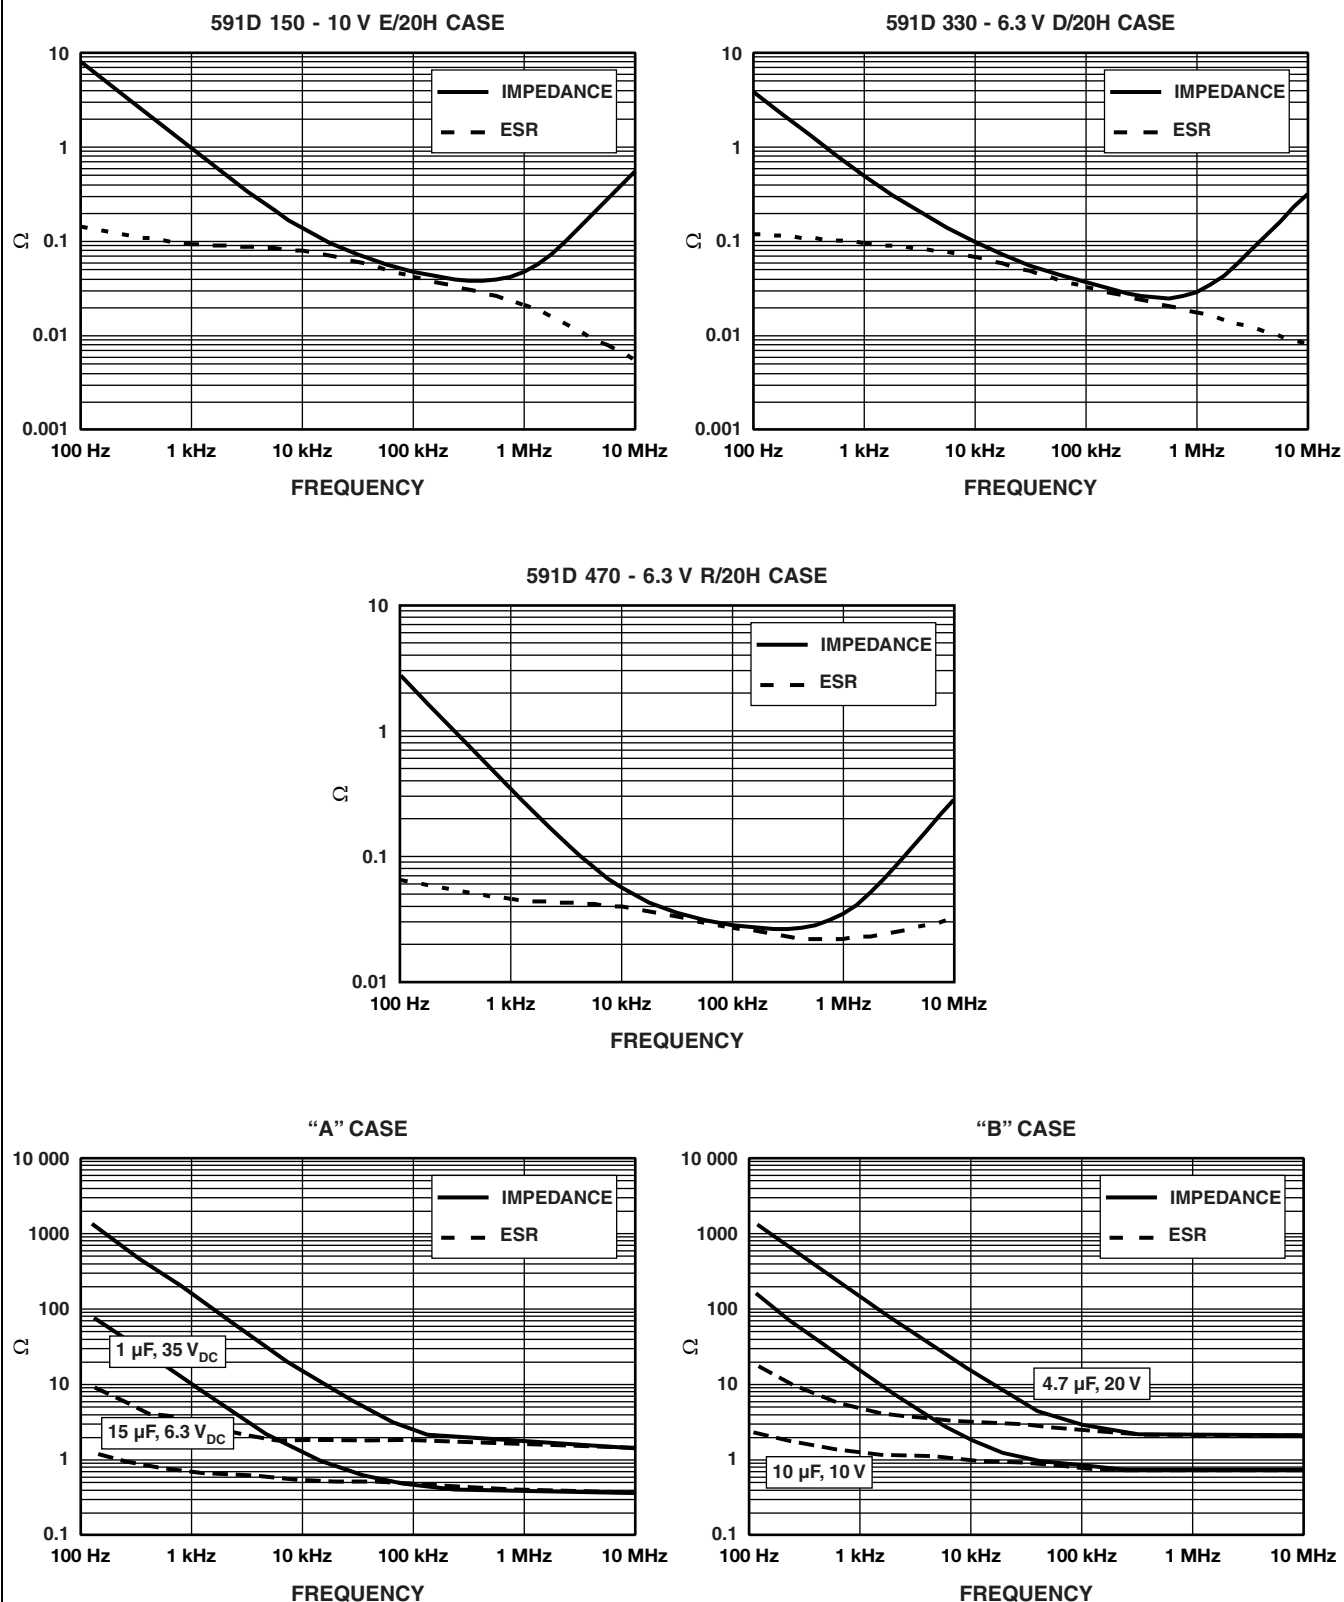 591D 150 - 10 V E/20H CASE
10
1
0.1
0.01
0.001
Ω
IMPEDANCE
ESR
100 Hz 1 kHz 10 kHz 100 kHz 1 MHz 10 MHz
FREQUENCY
591D 330 - 6.3 V D/20H CASE
10
1
0.1
0.01
0.001
Ω
IMPEDANCE
ESR
100 Hz 1 kHz 10 kHz 100 kHz 1 MHz 10 MHz
FREQUENCY
591D 470 - 6.3 V R/20H CASE
10
1
0.1
0.01
Ω
IMPEDANCE
ESR
100 Hz 1 kHz 10 kHz 100 kHz 1 MHz 10 MHz
FREQUENCY
“A” CASE
10 000
1000
100
10
1
0.1
Ω
IMPEDANCE
ESR
1 µF, 35 VDC
15 µF, 6.3 VDC
100 Hz 1 kHz 10 kHz 100 kHz 1 MHz 10 MHz
FREQUENCY
“B” CASE
10 000
1000
100
10
1
0.1
Ω
IMPEDANCE
ESR
4.7 µF, 20 V
10 µF, 10 V
100 Hz 1 kHz 10 kHz 100 kHz 1 MHz 10 MHz
FREQUENCY